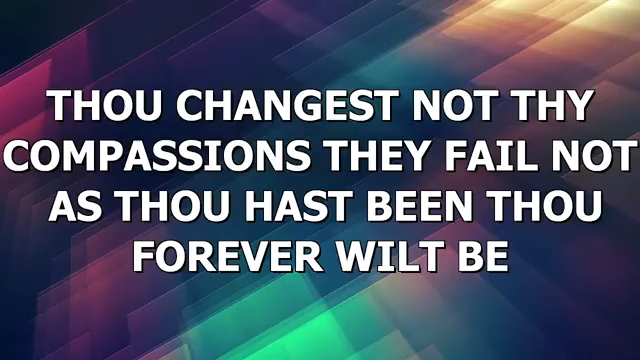 THOU CHANGEST NOT THY
COMPASSIONS THEY FAIL NOT
AS THOU HAST BEEN THOU
FOREVER WILT BE